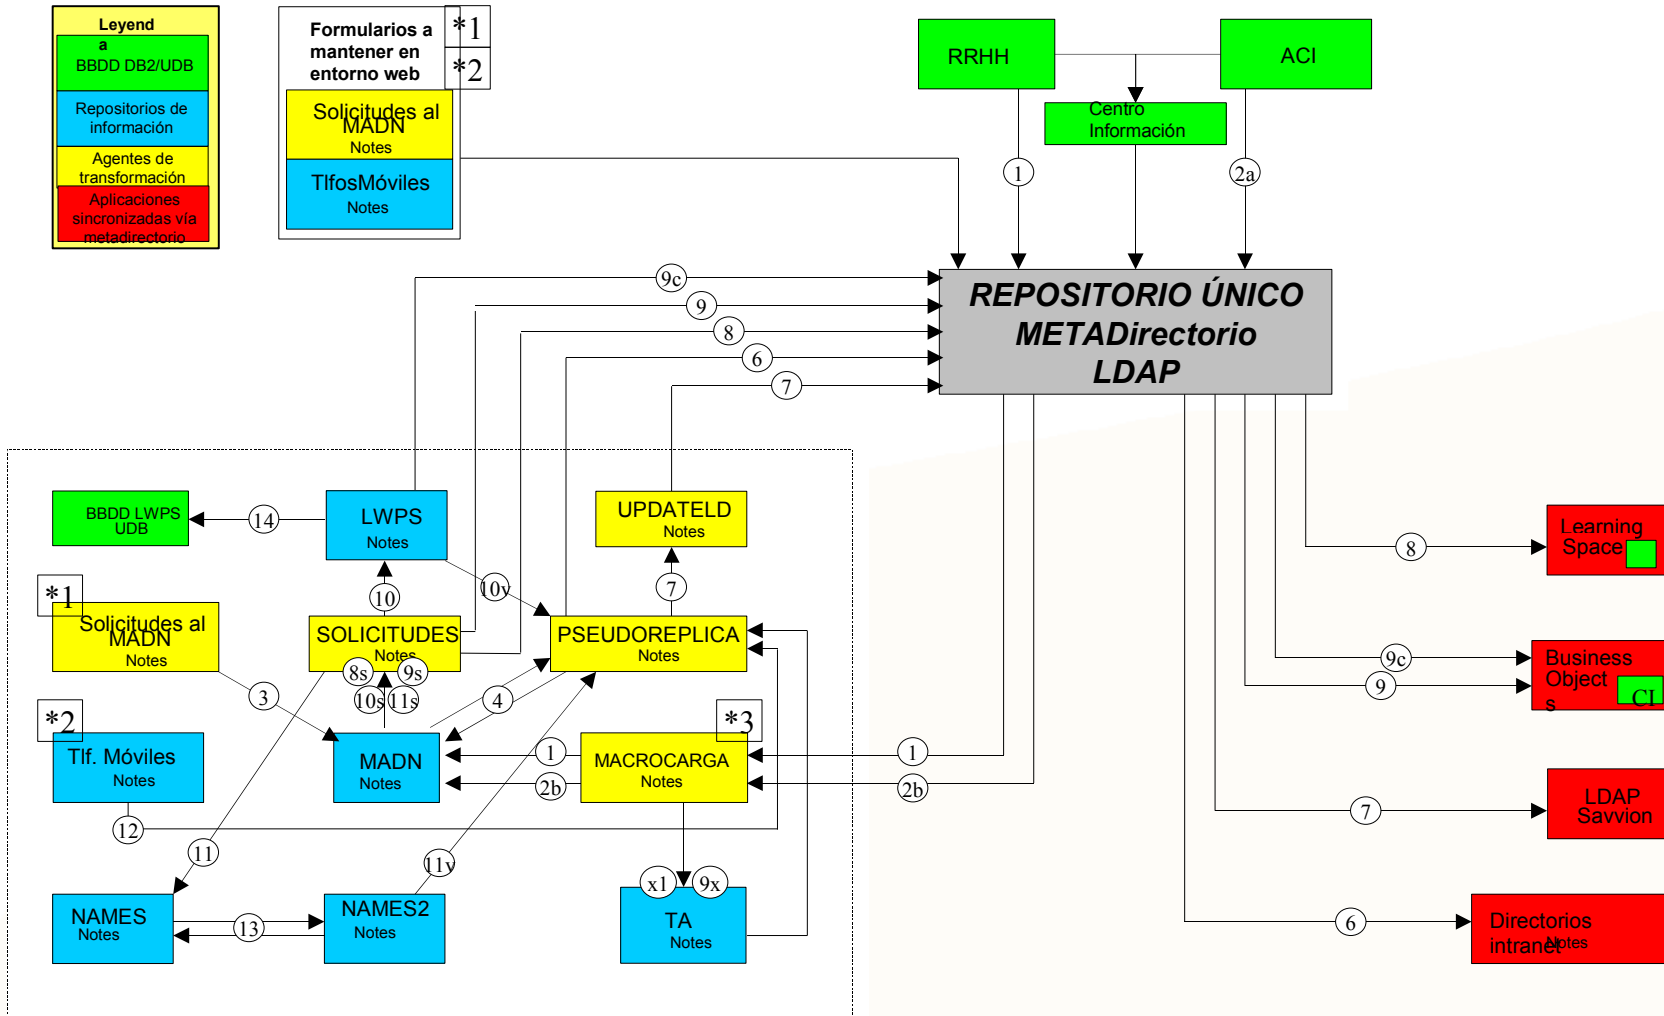 Leyend
a
BBDD DB2/UDB
Repositorios de
información
Agentes de
transformación
Aplicaciones
sincronizadas vía
metadirectorio
Formularios a
mantener en
entorno web
*1
*2
Solicitudes al
MADN
Notes
TlfosMóviles
Notes
RRHH
ACI
Centro
Información
1
2a
REPOSITORIO ÚNICO
METADirectorio
LDAP
9c
9
8
6
7
BBDD LWPS
UDB
14
LWPS
Notes
UPDATELD
Notes
10
10v
7
*1
Solicitudes al
MADN
Notes
SOLICITUDES
Notes
8s
9s
10s
11s
PSEUDOREPLICA
Notes
3
4
*2
Tlf. Móviles
Notes
MADN
Notes
1
2b
*3
MACROCARGA
Notes
1
2b
12
11
11v
x1
9x
NAMES
Notes
13
NAMES2
Notes
TA
Notes
8
Learning
Space
9c
9
Business
Object
s
CI
7
LDAP
Savvion
6
Directorios
intranet
Notes